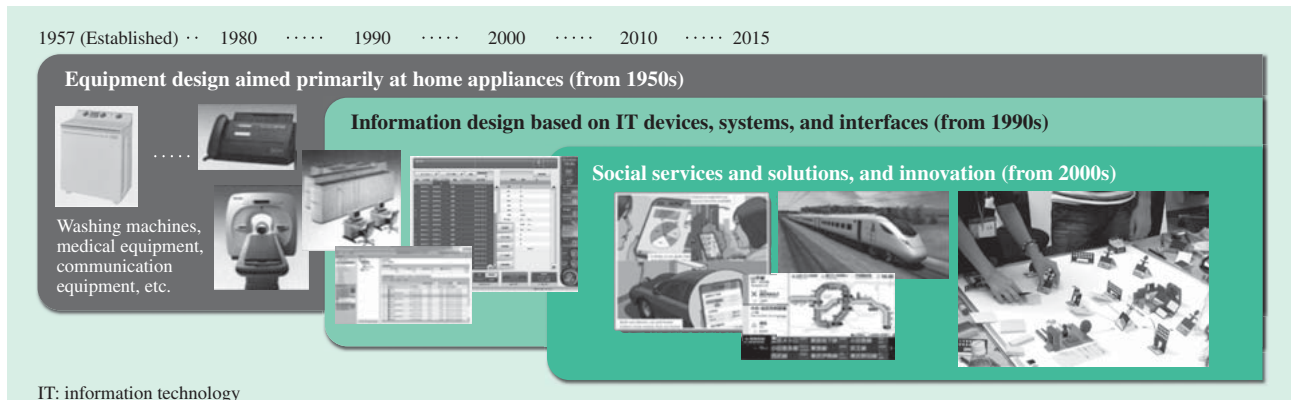 1957 (Established) ·· 1980 ····· 1990 ····· 2000 ····· 2010 ····· 2015
Equipment design aimed primarily at home appliances (from 1950s)
Information design based on IT devices, systems, and interfaces (from 1990s)
Social services and solutions, and innovation (from 2000s)
·····
Washing machines,
medical equipment,
communication
equipment, etc.
IT: information technology